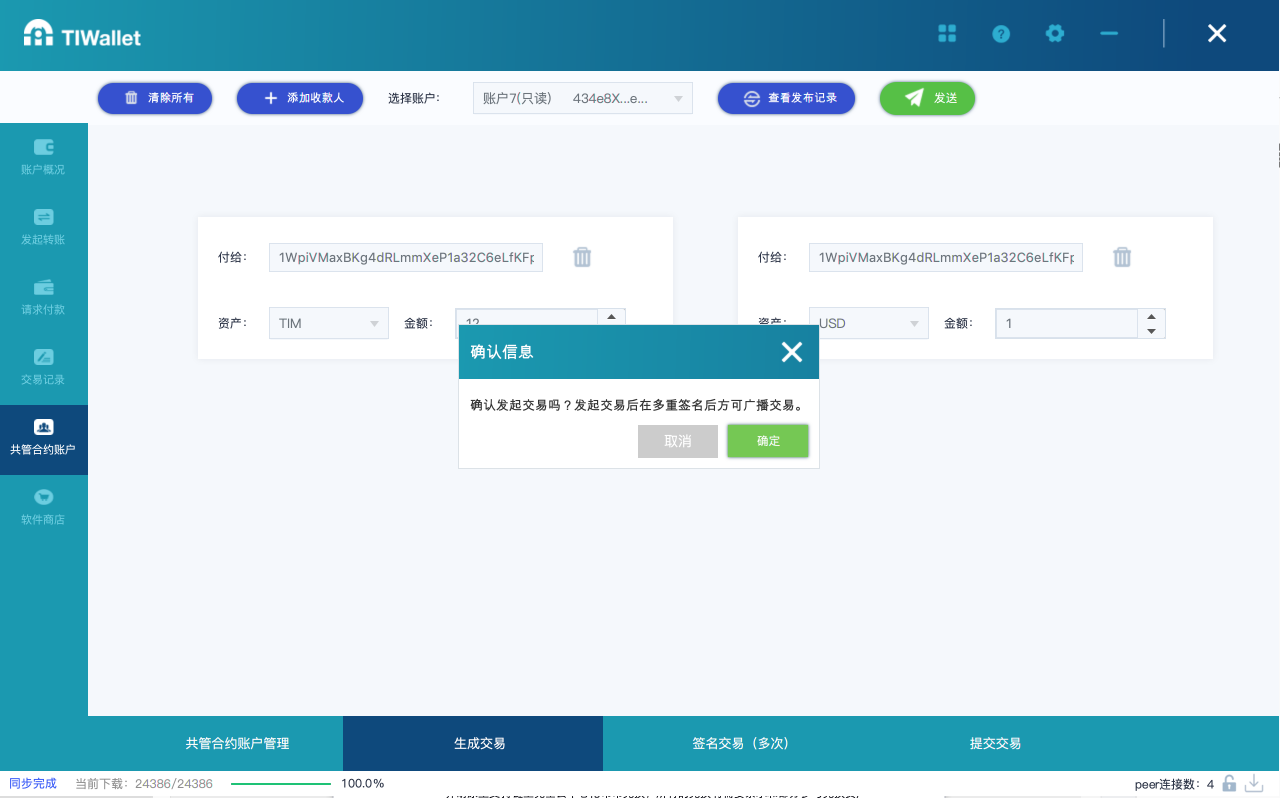 TIWallet
清除所有
添加收款人
选择账户：
账户7(只读) 434e8X...e...
查看发布记录
发送
账户概况
发起转账
请求付款
交易记录
共管合约账户
软件商店
付给：
1WpiVMaxBKg4dRLmmXeP1a32C6eLfKFp
资产：
TIM
金额：
12
付给：
1WpiVMaxBKg4dRLmmXeP1a32C6eLfKFp
资产：
USD
金额：
1
确认信息
确认发起交易吗？发起交易后在多重签名后方可广播交易。
取消
确定
共管合约账户管理
生成交易
签名交易（多次）
提交交易
同步完成
当前下载：24386/24386
100.0%
peer连接数：4